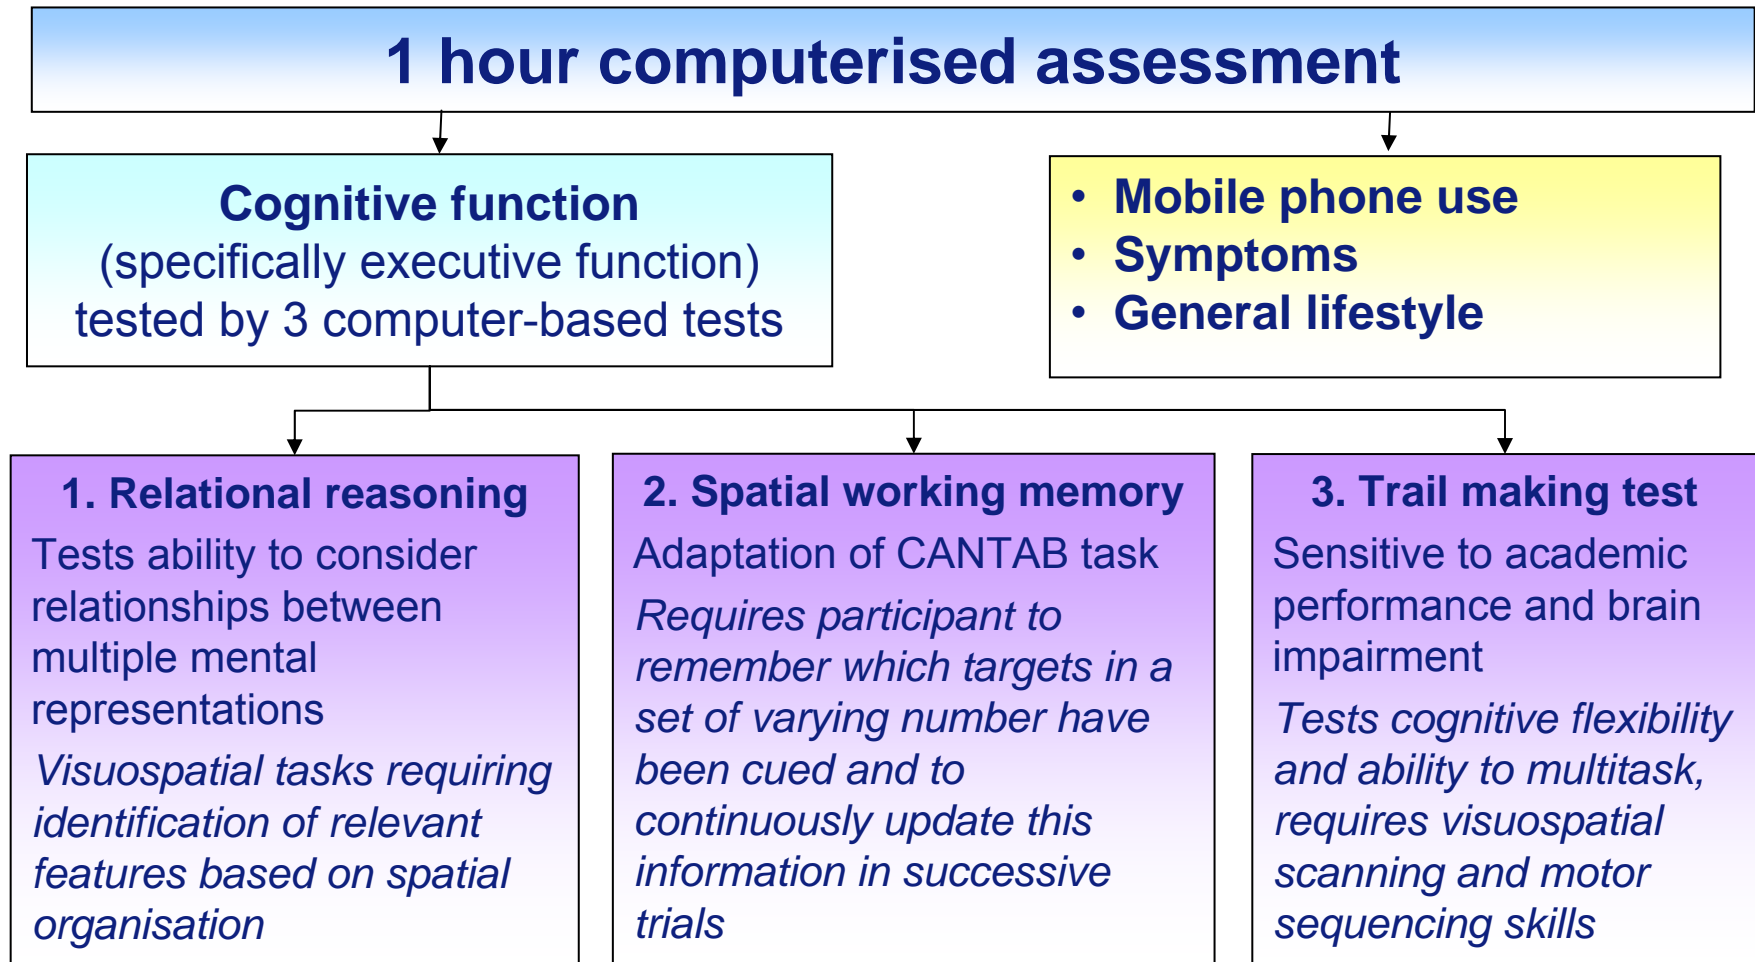 1 hour computerised assessment
Cognitive function
(specifically executive function)
tested by 3 computer-based tests
• Mobile phone use
• Symptoms
• General lifestyle
1. Relational reasoning
Tests ability to consider
relationships between
multiple mental
representations
Visuospatial tasks requiring
identification of relevant
features based on spatial
organisation
2. Spatial working memory
Adaptation of CANTAB task
Requires participant to
remember which targets in a
set of varying number have
been cued and to
continuously update this
information in successive
trials
3. Trail making test
Sensitive to academic
performance and brain
impairment
Tests cognitive flexibility
and ability to multitask,
requires visuospatial
scanning and motor
sequencing skills